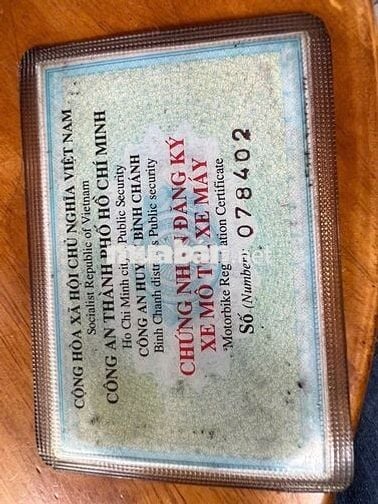 CỘNG HÒA XÃ HỘI CHỦ NGHĨA VIỆT NAM
Socialist Republic of Vietnam
CÔNG AN THÀNH PHỐ HỒ CHÍ MINH
Ho Chi Minh city Public Security
CÔNG AN HUYỆN BÌNH CHÁNH
Binh Chanh district's Public security
CHỨNG NHẬN ĐĂNG KÝ
XE MÔ TÔ, XE MÁY
Motorbike Registration Certificate
Số (Number): 078402
muaban.net